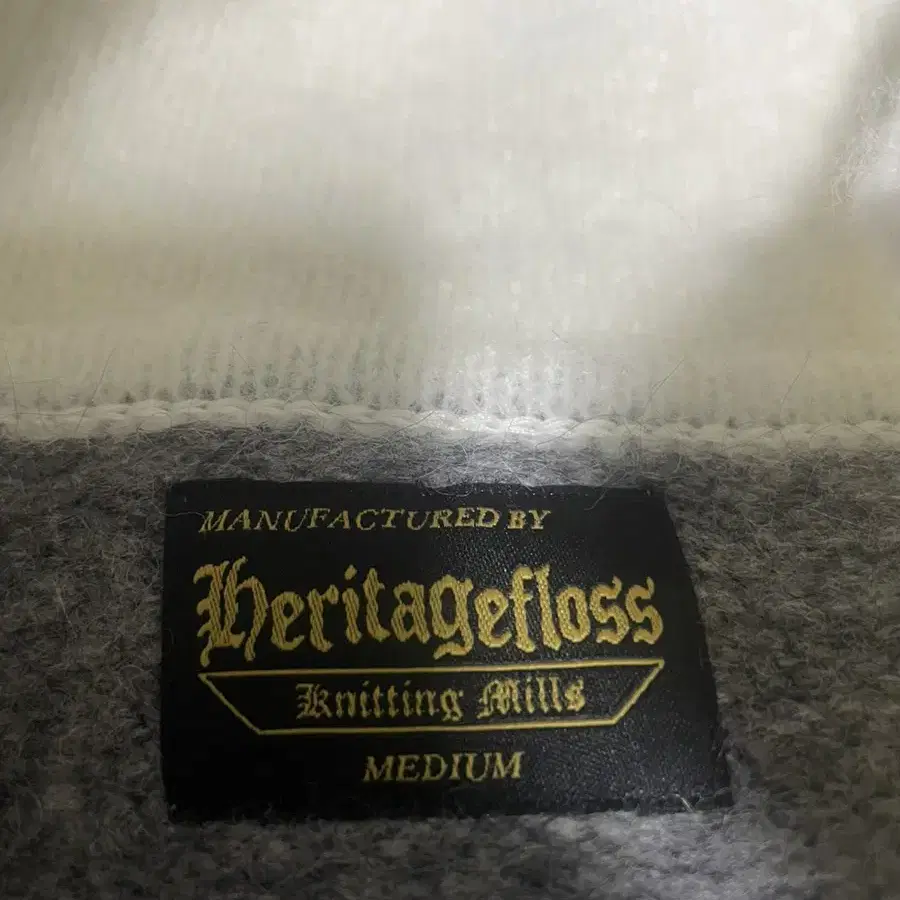 MANUFACTURED BY
Heritagefloss
Knitting Mills
MEDIUM